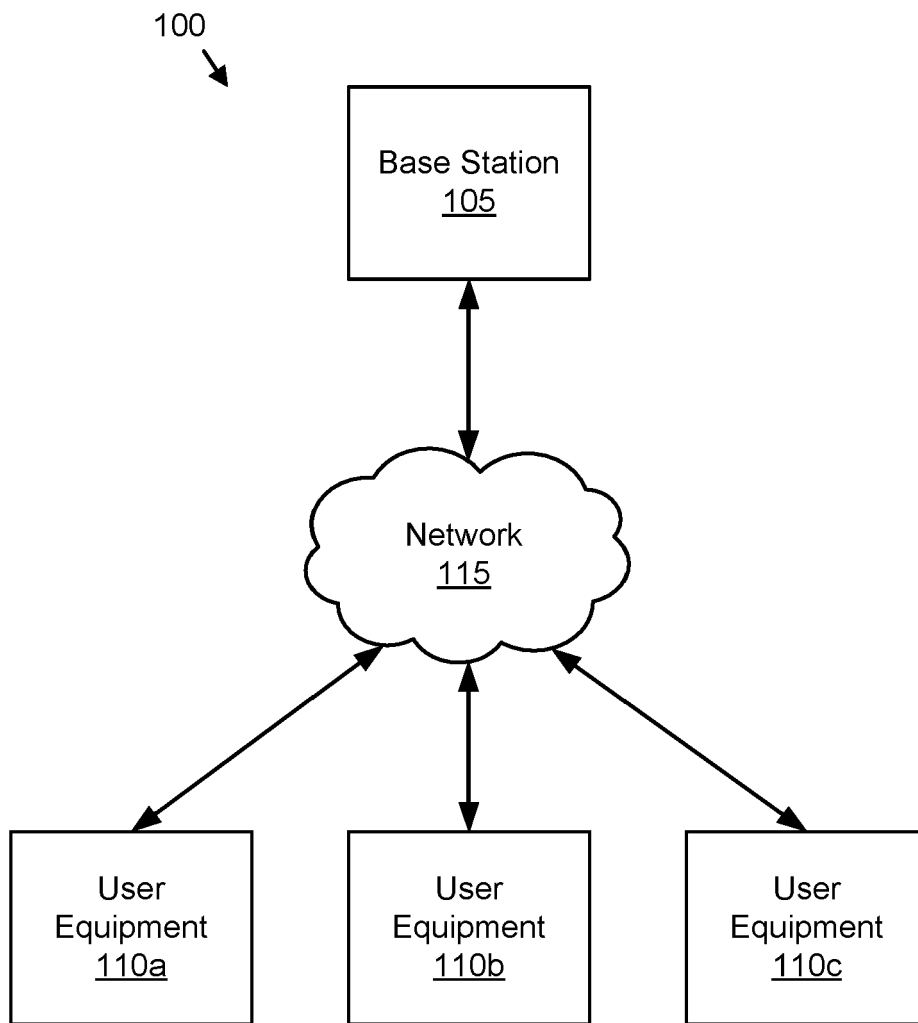 100
Base Station
105
Network
115
User
Equipment
110a
User
Equipment
110b
User
Equipment
110c